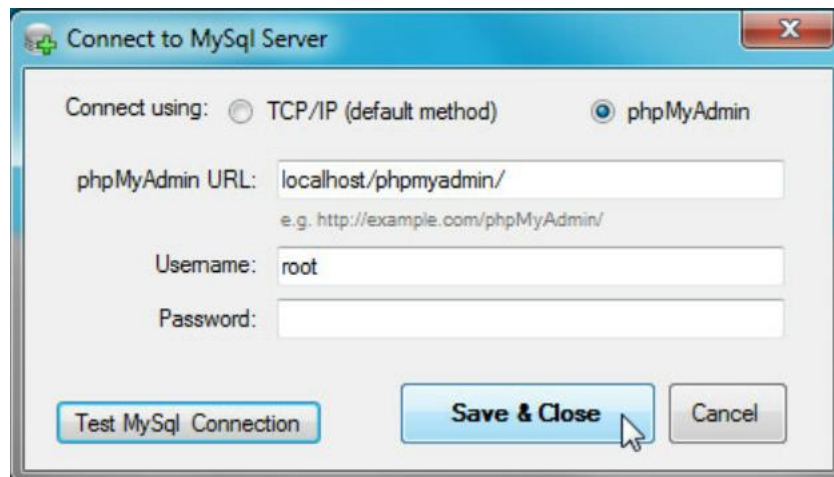 Connect to MySql Server
Connect using: TCP/IP (default method) phpMyAdmin
phpMyAdmin URL: localhost/phpmyadmin/
e.g. http://example.com/phpMyAdmin/
Username: root
Password:
Test MySql Connection Save & Close Cancel